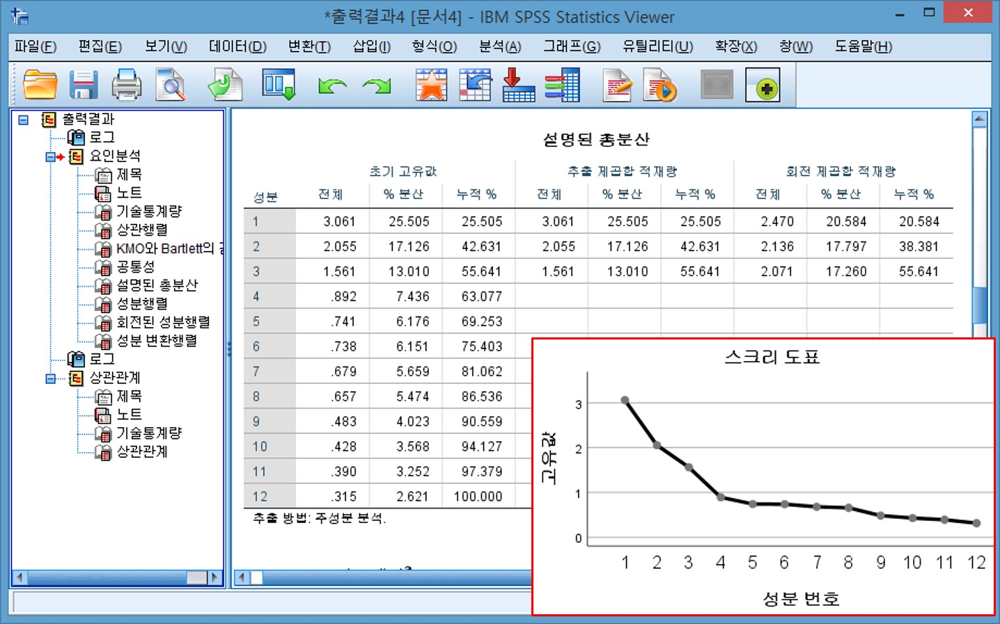 *출력결과4 [문서4] - IBM SPSS Statistics Viewer
파일(F) 편집(E) 보기(V) 데이터(D) 변환(T) 삽입(I) 형식(O) 분석(A) 그래프(G) 유틸리티(U) 확장(X) 창(W) 도움말(H)
출력결과
로그
요인분석
제목
노트
기술통계량
상관행렬
KMO와 Bartlett의
공통성
설명된 총분산
성분행렬
회전된 성분행렬
성분 변환행렬
로그
상관관계
제목
노트
기술통계량
상관관계
설명된 총분산
초기 고유값 추출 제곱합 적재량 회전 제곱합 적재량
성분 전체 % 분산 누적 % 전체 % 분산 누적 % 전체 % 분산 누적 %
1 3.061 25.505 25.505 3.061 25.505 25.505 2.470 20.584 20.584
2 2.055 17.126 42.631 2.055 17.126 42.631 2.136 17.797 38.381
3 1.561 13.010 55.641 1.561 13.010 55.641 2.071 17.260 55.641
4 .892 7.436 63.077
5 .741 6.176 69.253
6 .738 6.151 75.403
7 .679 5.659 81.062
8 .657 5.474 86.536
9 .483 4.023 90.559
10 .428 3.568 94.127
11 .390 3.252 97.379
12 .315 2.621 100.000
추출 방법: 주성분 분석.
스크리 도표
고유값
3
2
1
0
1 2 3 4 5 6 7 8 9 10 11 12
성분 번호